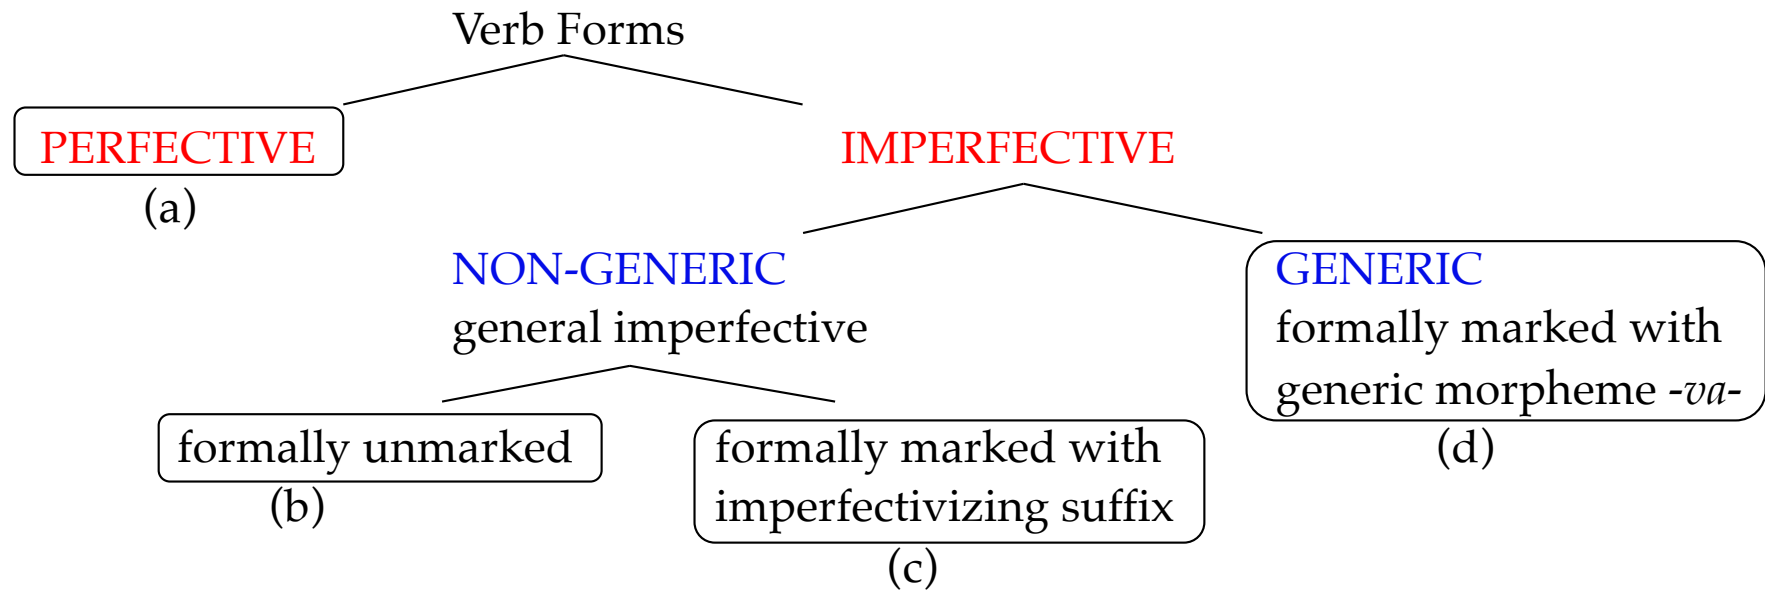 Verb Forms
PERFECTIVE
(a)
IMPERFECTIVE
NON-GENERIC
general imperfective
formally unmarked
(b)
formally marked with
imperfectivizing suffix
(c)
GENERIC
formally marked with
generic morpheme -va-
(d)